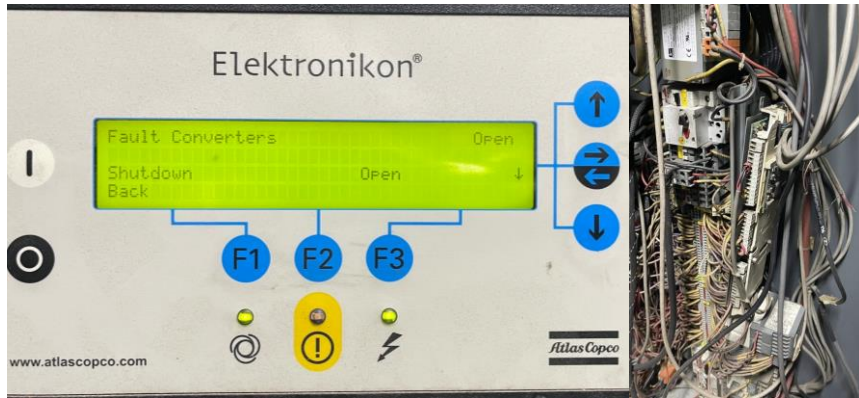 Elektronikon®
Fault Converters Open
Shutdown Open ↓
Back
F1 F2 F3
www.atlascopco.com
Atlas Copco